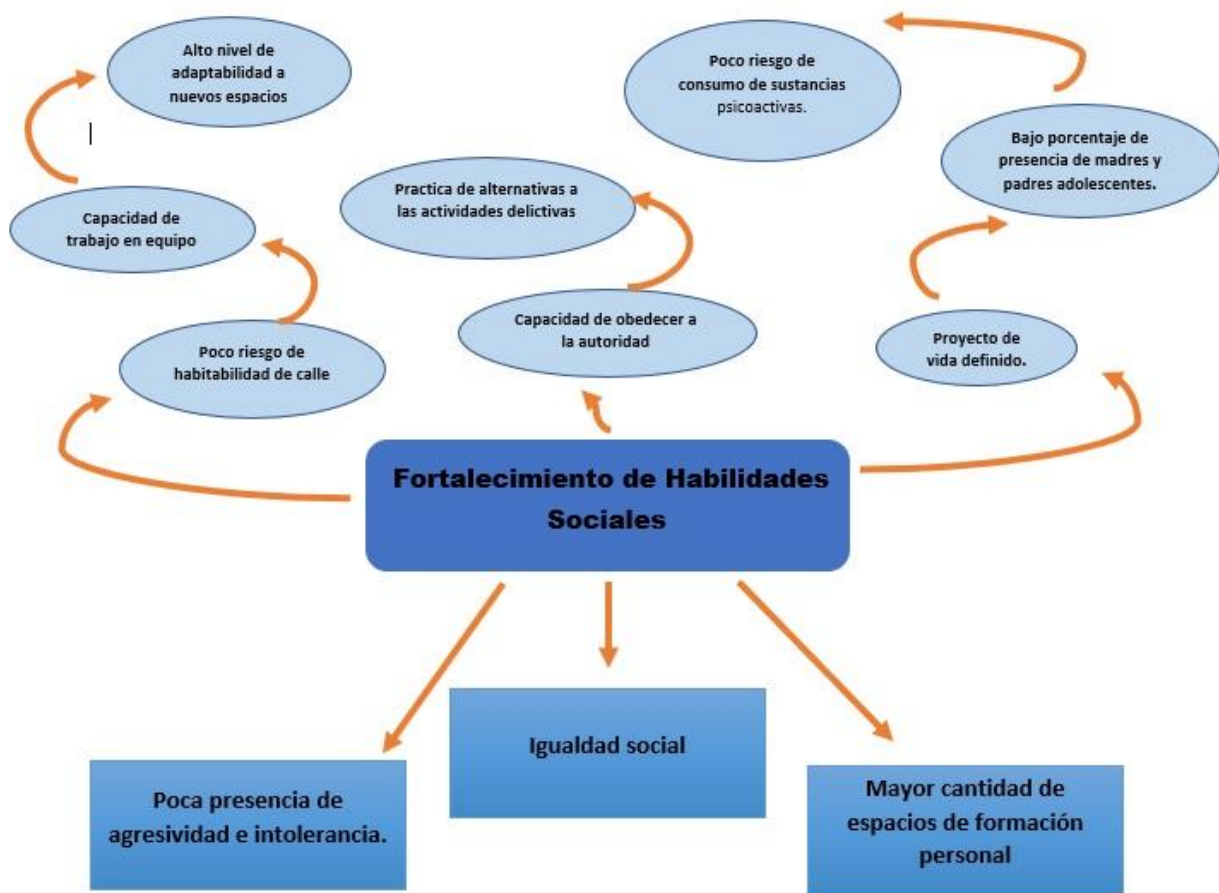 Alto nivel de
adaptabilidad a
nuevos espacios
Poco riesgo de
consumo de sustancias
psicoactivas.
Bajo porcentaje de
presencia de madres y
padres adolescentes.
Practica de alternativas a
las actividades delictivas
Capacidad de
trabajo en equipo
Capacidad de obedecer a
la autoridad
Proyecto de
vida definido.
Poco riesgo de
habitabilidad de calle
Fortalecimiento de Habilidades
Sociales
Igualdad social
Poca presencia de
agresividad e intolerancia.
Mayor cantidad de
espacios de formación
personal